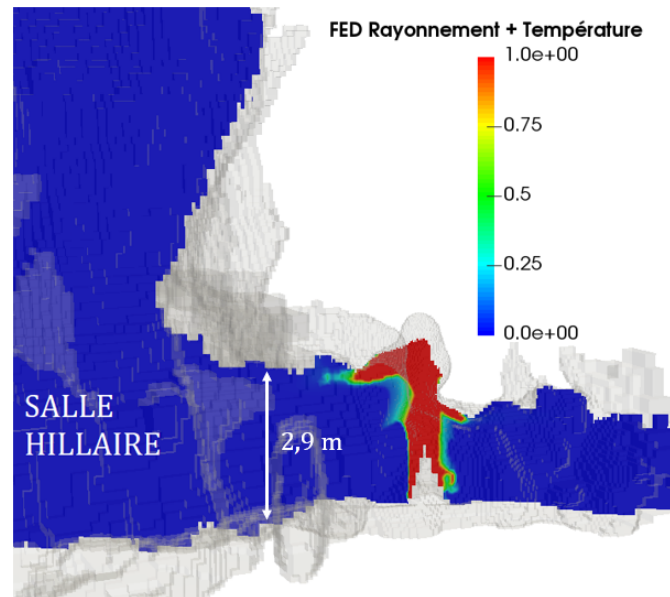 FED Rayonnement + Température
1.0e+00
0.75
0.5
0.25
0.0e+00
SALLE
HILLAIRE
2,9 m